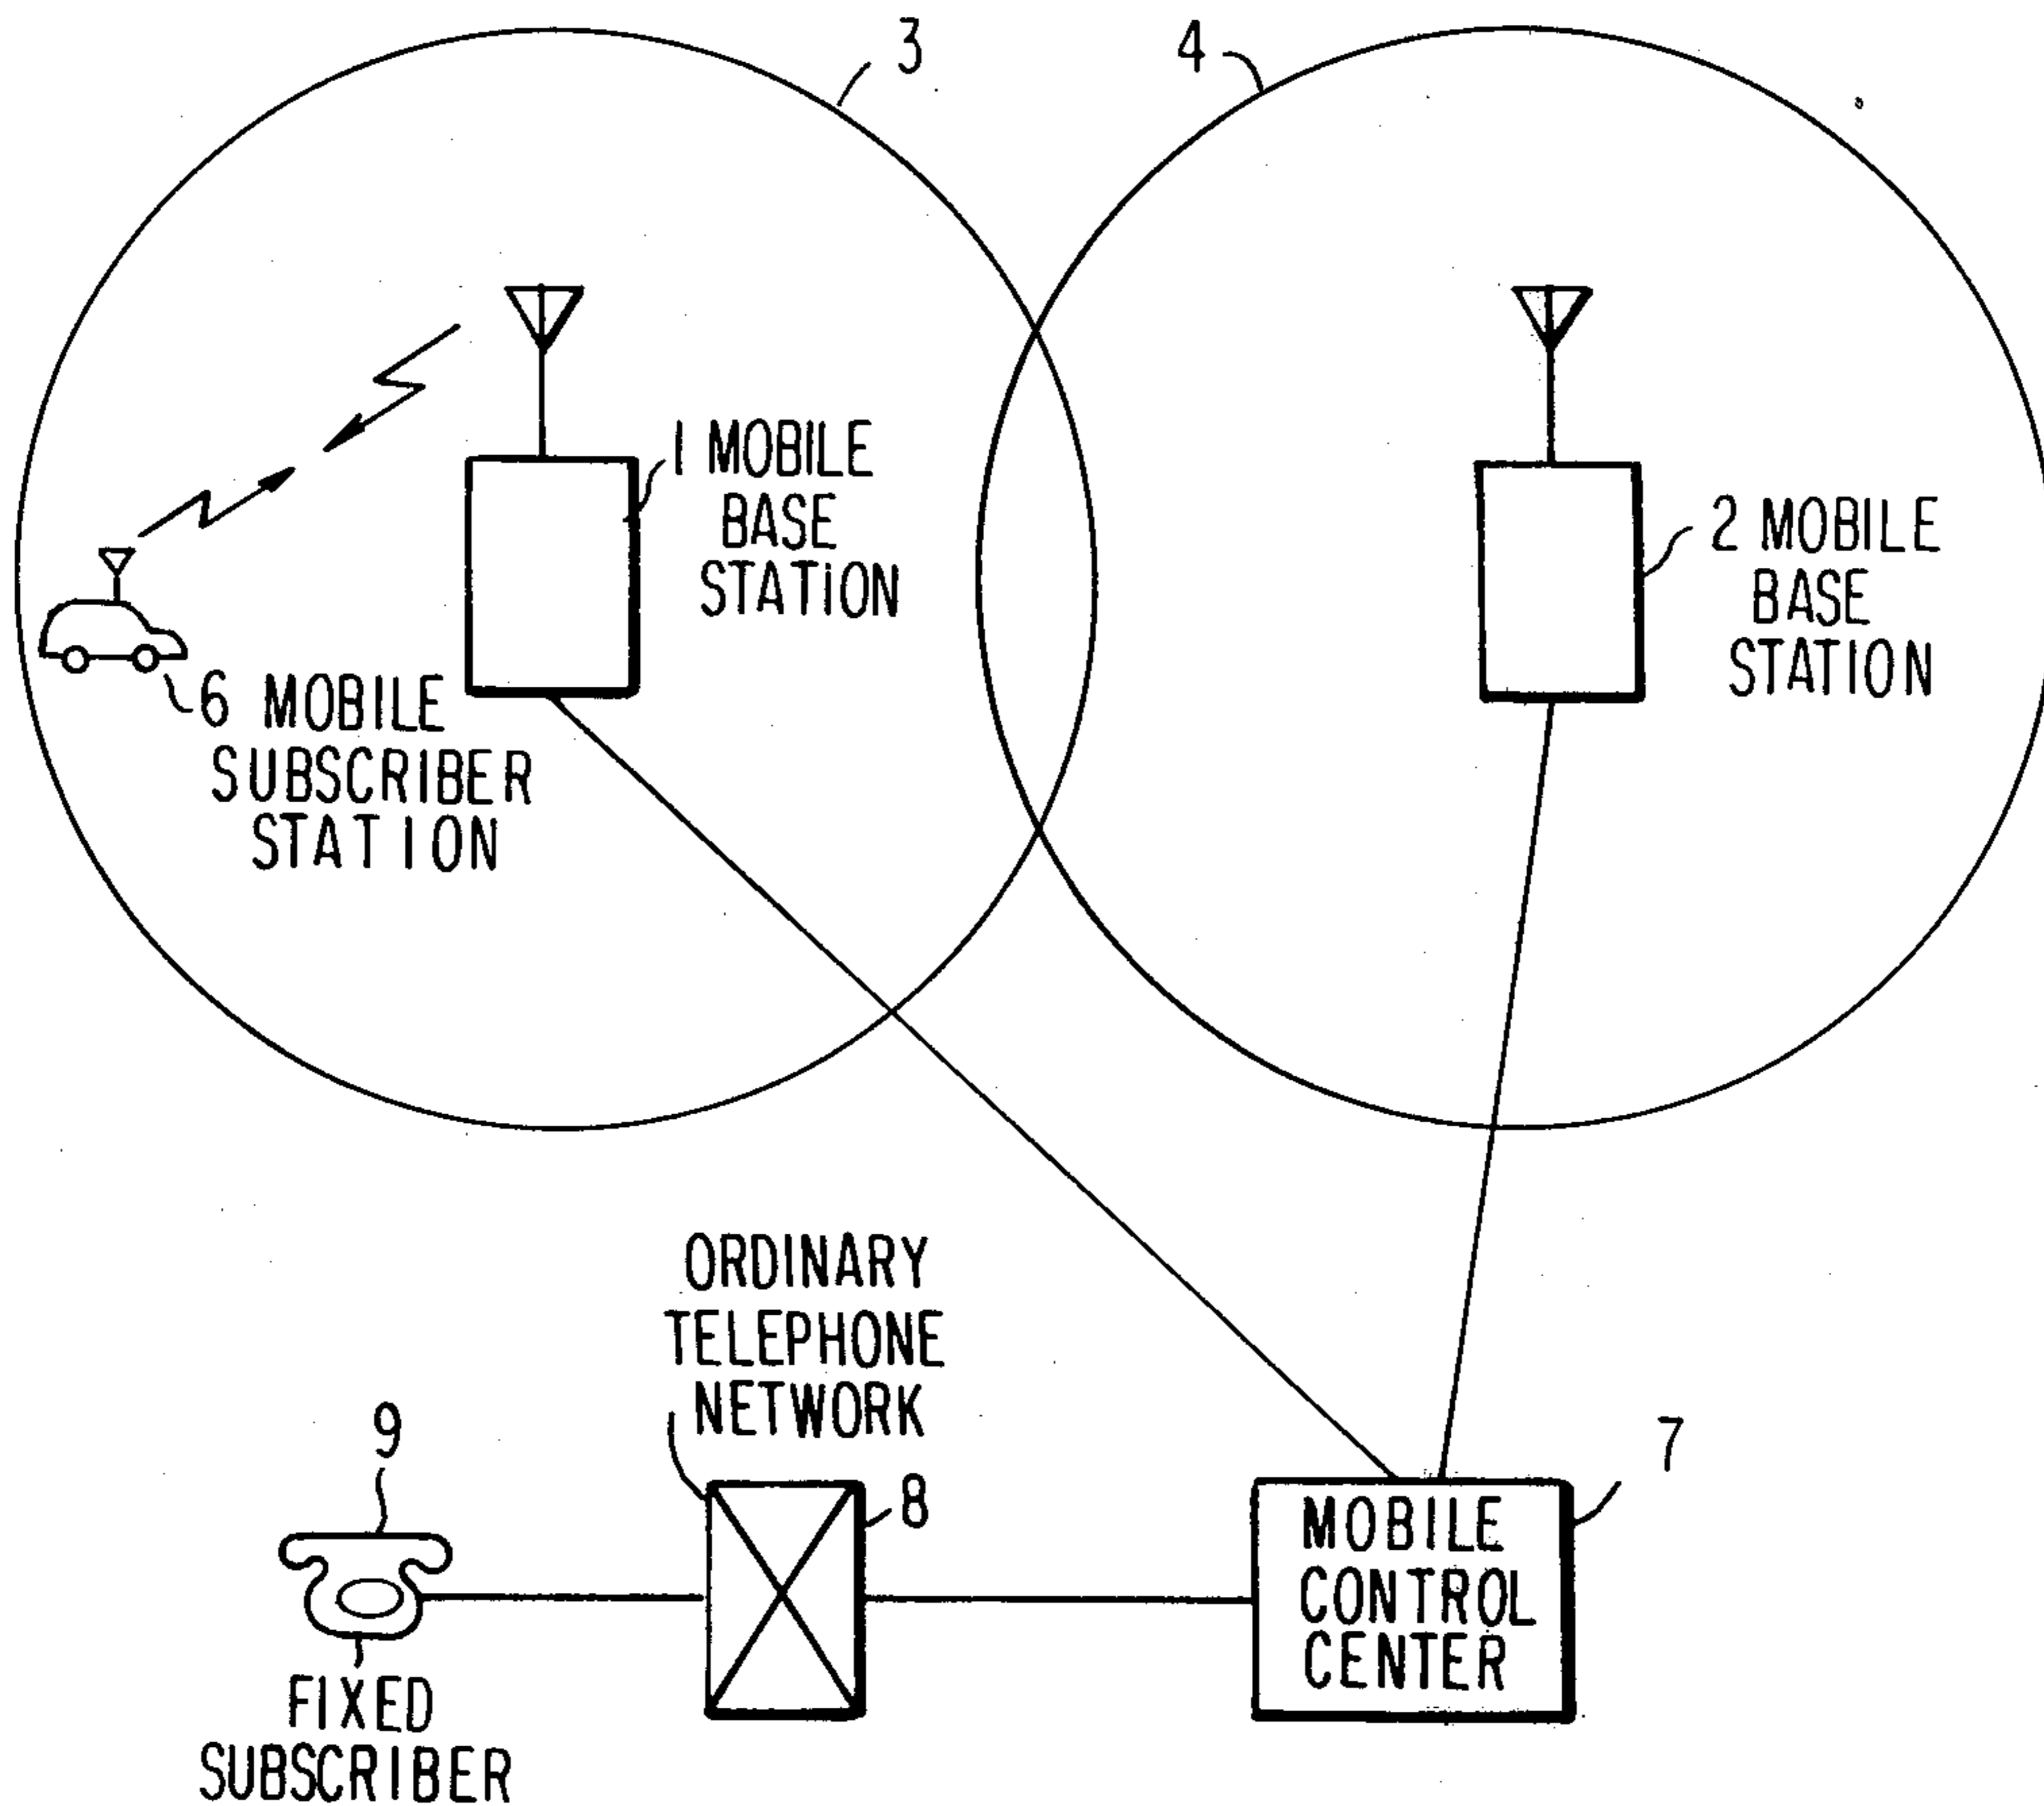 3
4
1 MOBILE
BASE
STATION
2 MOBILE
BASE
STATION
6 MOBILE
SUBSCRIBER
STATION
ORDINARY
TELEPHONE
NETWORK
9
8
7
MOBILE
CONTROL
CENTER
FIXED
SUBSCRIBER